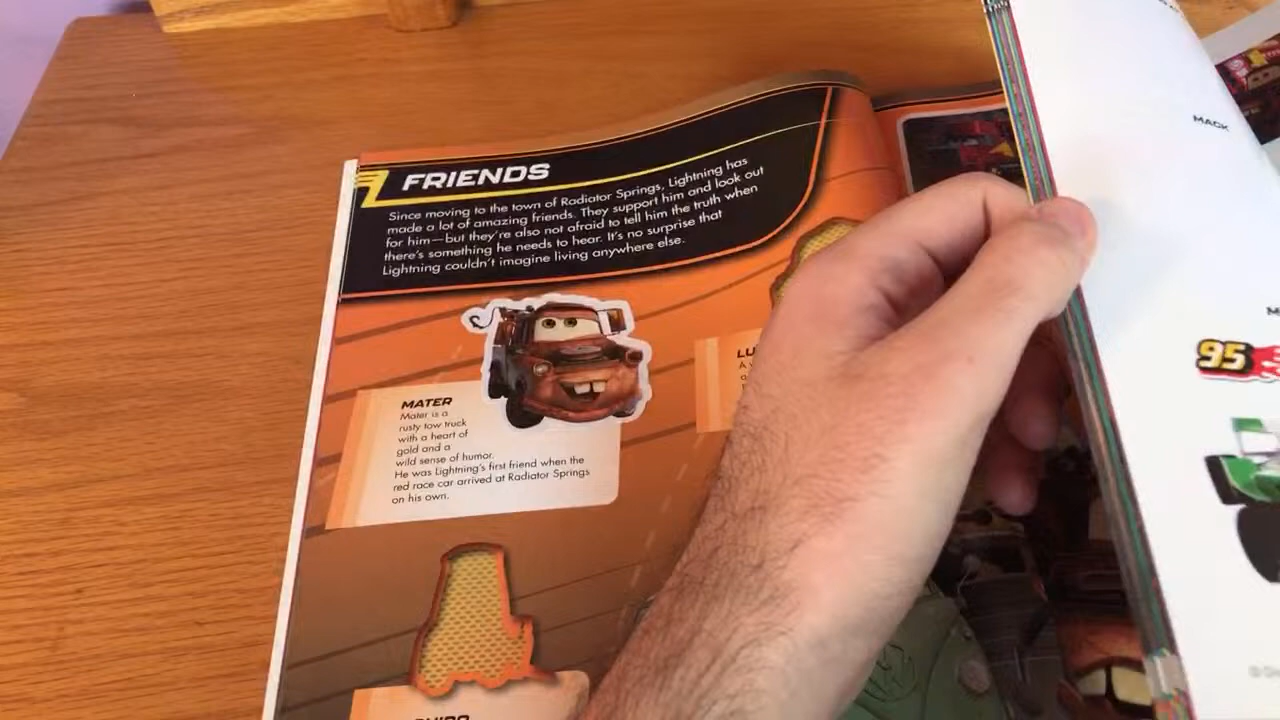 FRIENDS
Since moving to the town of Radiator Springs, Lightning has
made a lot of amazing friends. They support him and look out
for him—but they're also not afraid to tell him the truth when
there's something he needs to hear. It's no surprise that
Lightning couldn't imagine living anywhere else.
MATER
Mater is a
rusty tow truck
with a heart of
gold and a
wild sense of humor.
He was Lightning's first friend when the
red race car arrived at Radiator Springs
on his own.
LU
A
MACK
M
95